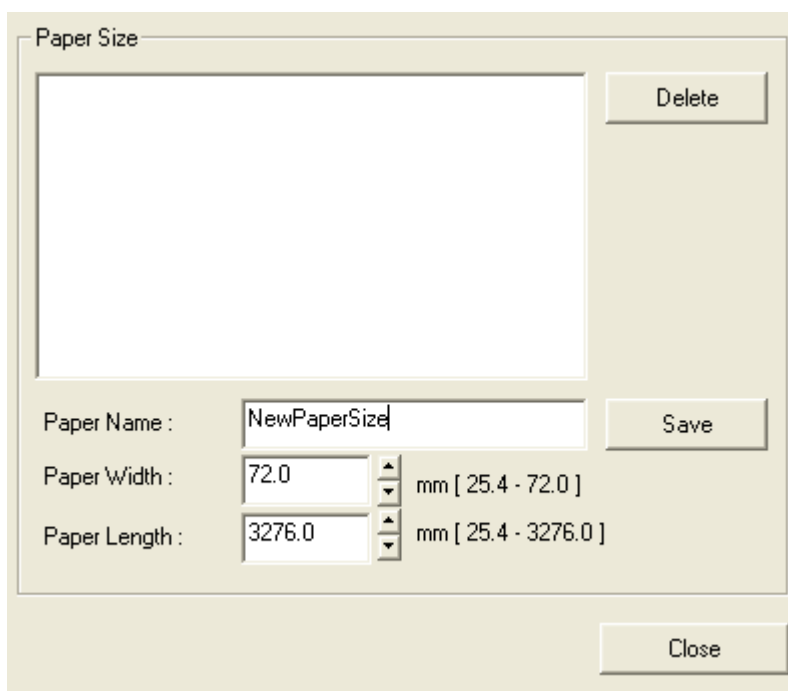 Paper Size
Delete
Paper Name : NewPaperSize Save
Paper Width : 72.0 mm [ 25.4 - 72.0 ]
Paper Length : 3276.0 mm [ 25.4 - 3276.0 ]
Close